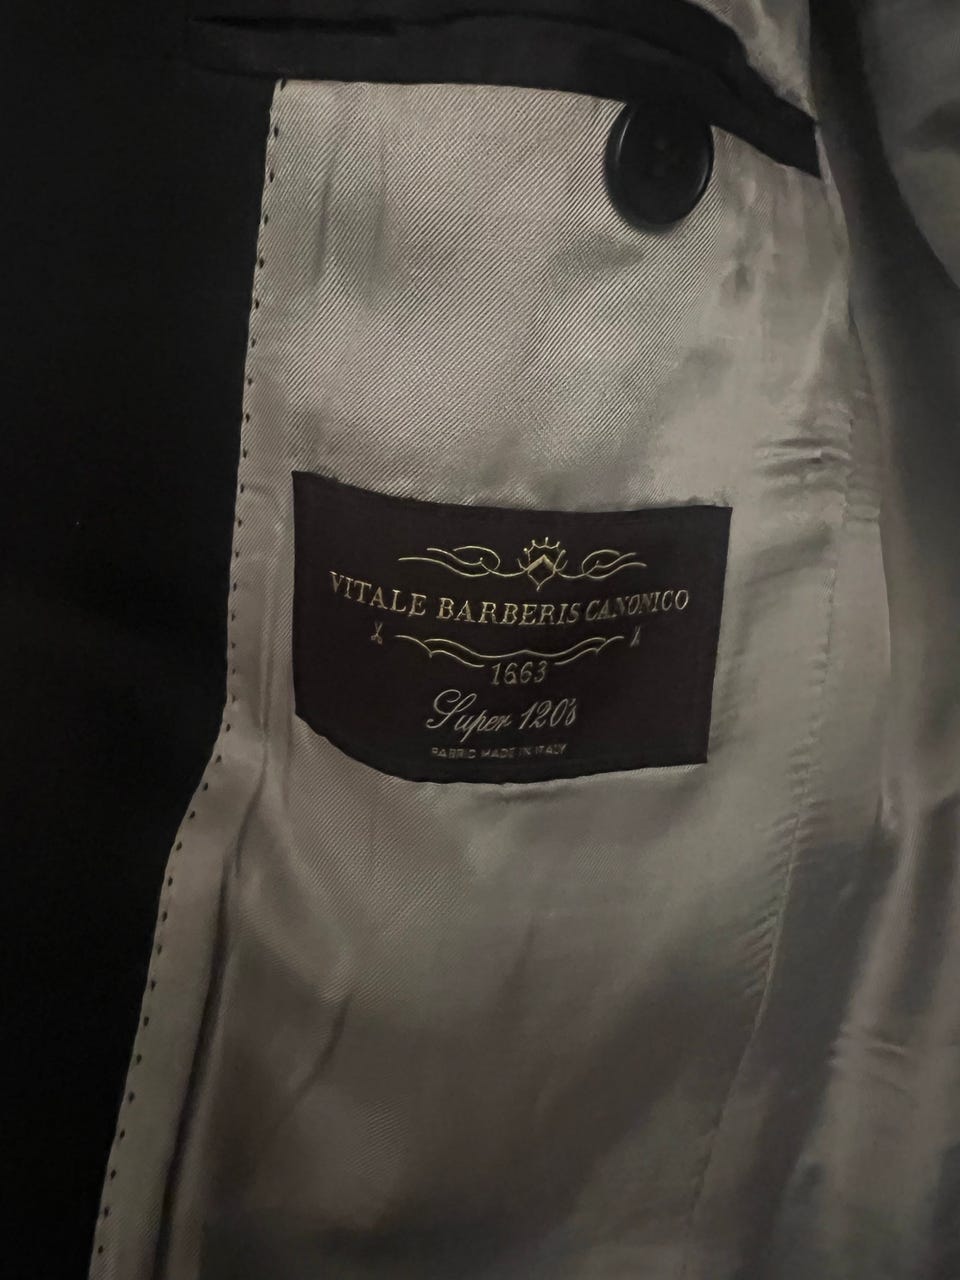 VITALE BARBERIS CANONICO
1663
Super 120's
FABRIC MADE IN ITALY